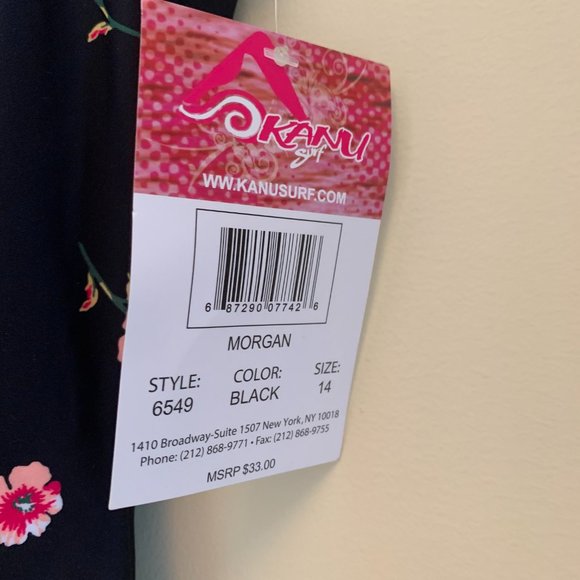 KANU
Surf
WW.KANUSURF.COM
6 87290 07742 6
MORGAN
STYLE: COLOR: SIZE:
6549 BLACK 14
1410 Broadway-Suite 1507 New York, NY 10018
Phone: (212) 868-9771 • Fax: (212) 868-9755
MSRP $33.00